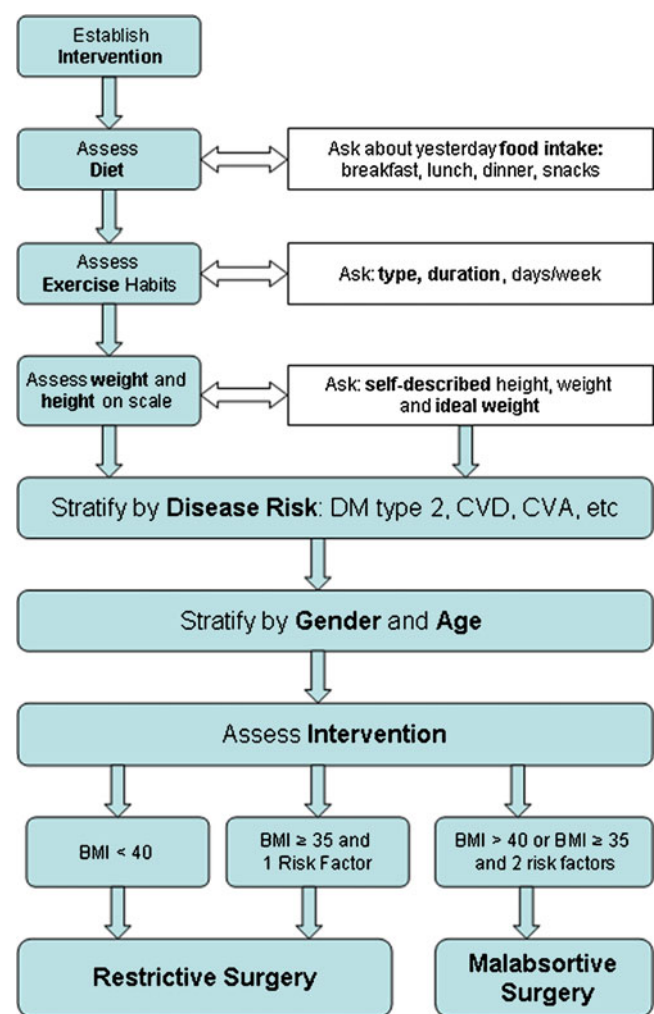 Establish
Intervention
Assess
Diet
Ask about yesterday food intake:
breakfast, lunch, dinner, snacks
Assess
Exercise Habits
Ask: type, duration, days/week
Assess weight and
height on scale
Ask: self-described height, weight
and ideal weight
Stratify by Disease Risk: DM type 2, CVD, CVA, etc
Stratify by Gender and Age
Assess Intervention
BMI < 40
BMI ≥ 35 and
1 Risk Factor
BMI > 40 or BMI ≥ 35
and 2 risk factors
Restrictive Surgery
Malabsortive
Surgery